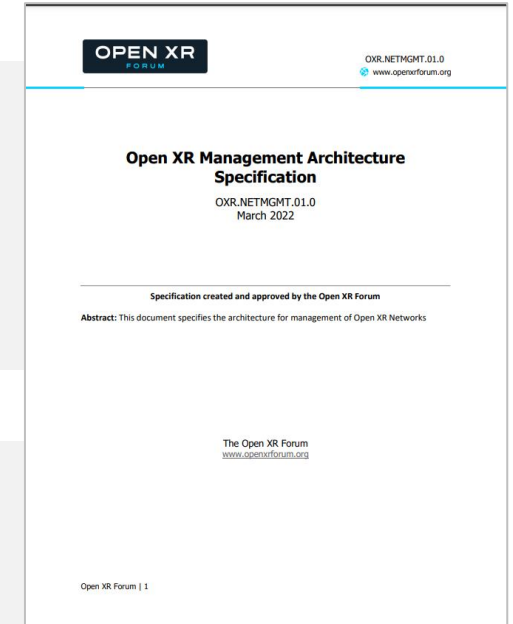 OPEN XR
FORUM
OXR.NETMGMT.01.0
www.openxrforum.org
Open XR Management Architecture
Specification
OXR.NETMGMT.01.0
March 2022
Specification created and approved by the Open XR Forum
Abstract: This document specifies the architecture for management of Open XR Networks
The Open XR Forum
www.openxrforum.org
Open XR Forum | 1